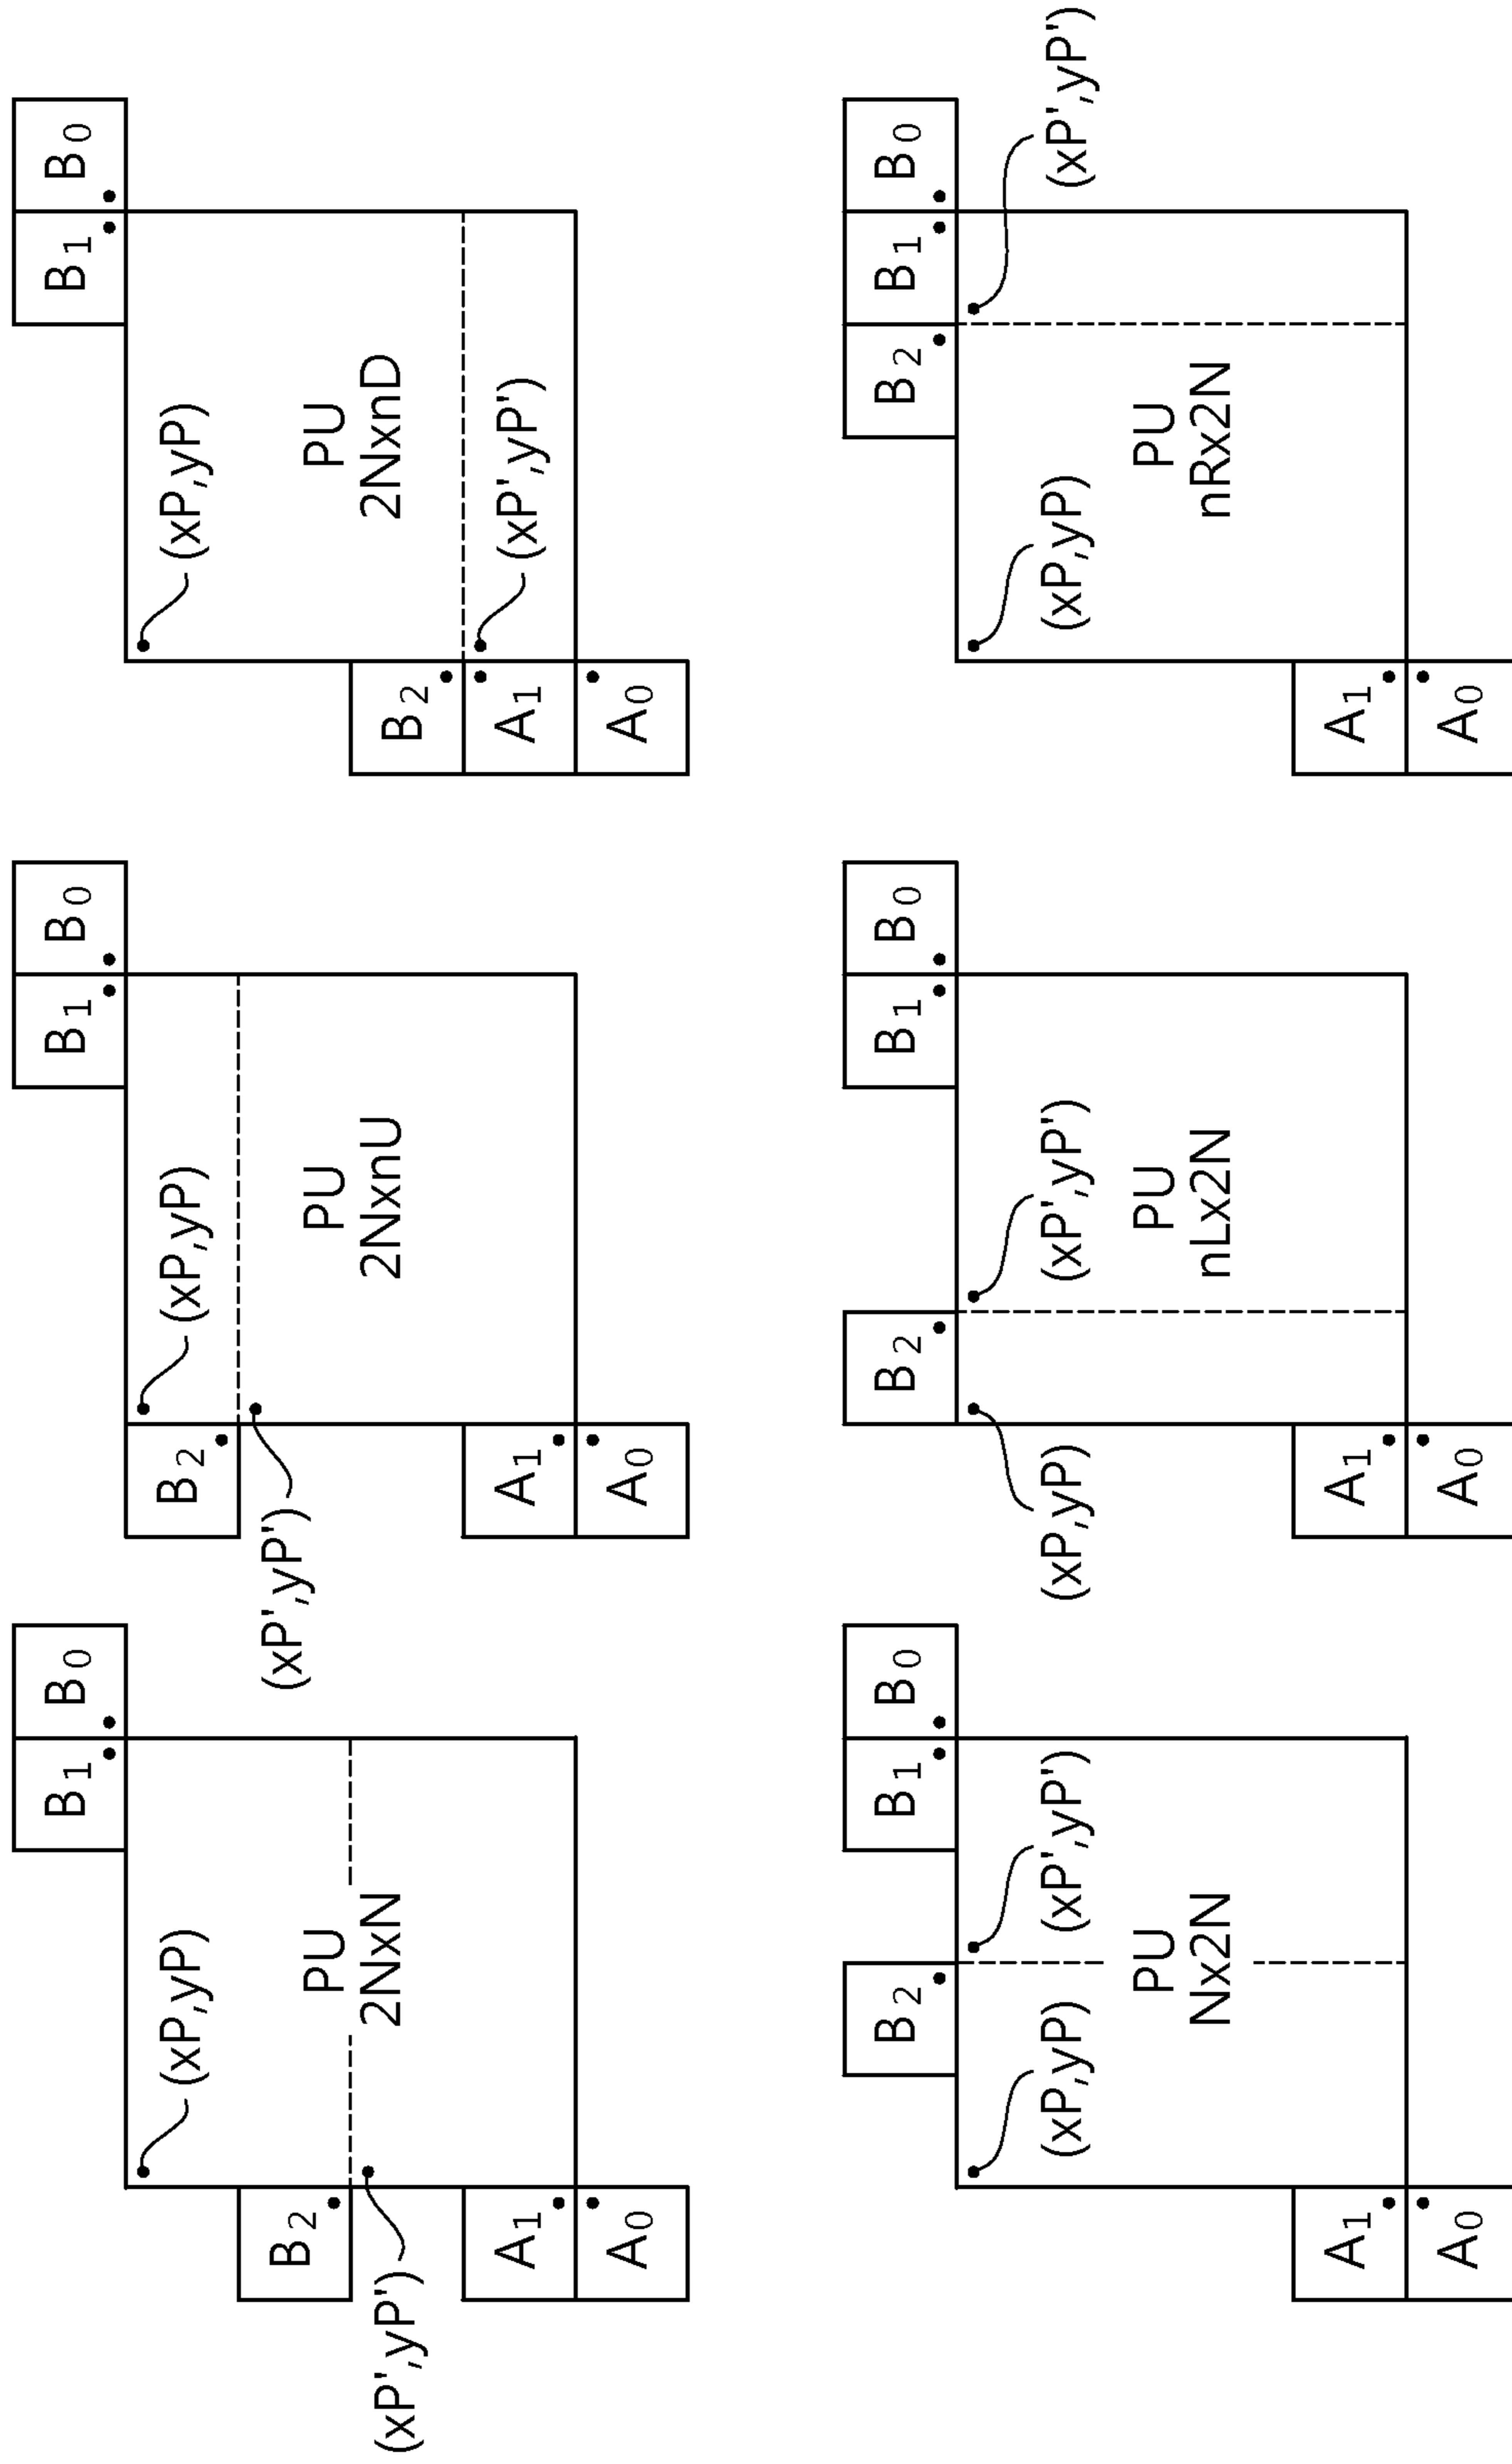 B₁ B₀
(xP,yP)
B₂
PU
2NxN
(xP',yP')
A₁
A₀
B₁ B₀
(xP,yP)
B₂
(xP',yP')
PU
2NxnU
A₁
A₀
B₁ B₀
(xP,yP)
PU
2NxnD
B₂
A₁
(xP',yP')
A₀
B₂ B₁ B₀
(xP,yP) (xP',yP')
PU
Nx2N
A₁
A₀
B₂ B₁ B₀
(xP,yP) (xP',yP')
PU
nLx2N
A₁
A₀
B₂ B₁ B₀
(xP,yP) (xP',yP')
PU
nRx2N
A₁
A₀